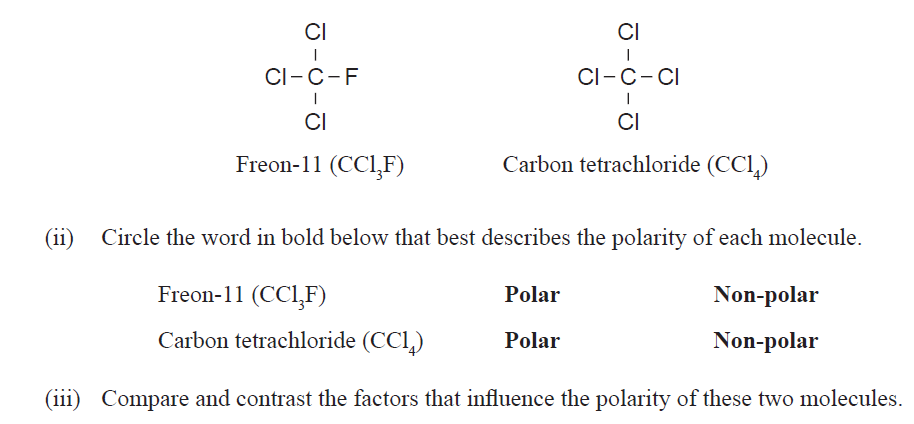 Cl Cl
Cl–C–F Cl–C–Cl
Cl Cl
Freon-11 (CCl₃F) Carbon tetrachloride (CCl₄)
(ii) Circle the word in bold below that best describes the polarity of each molecule.
Freon-11 (CCl₃F) Polar Non-polar
Carbon tetrachloride (CCl₄) Polar Non-polar
(iii) Compare and contrast the factors that influence the polarity of these two molecules.